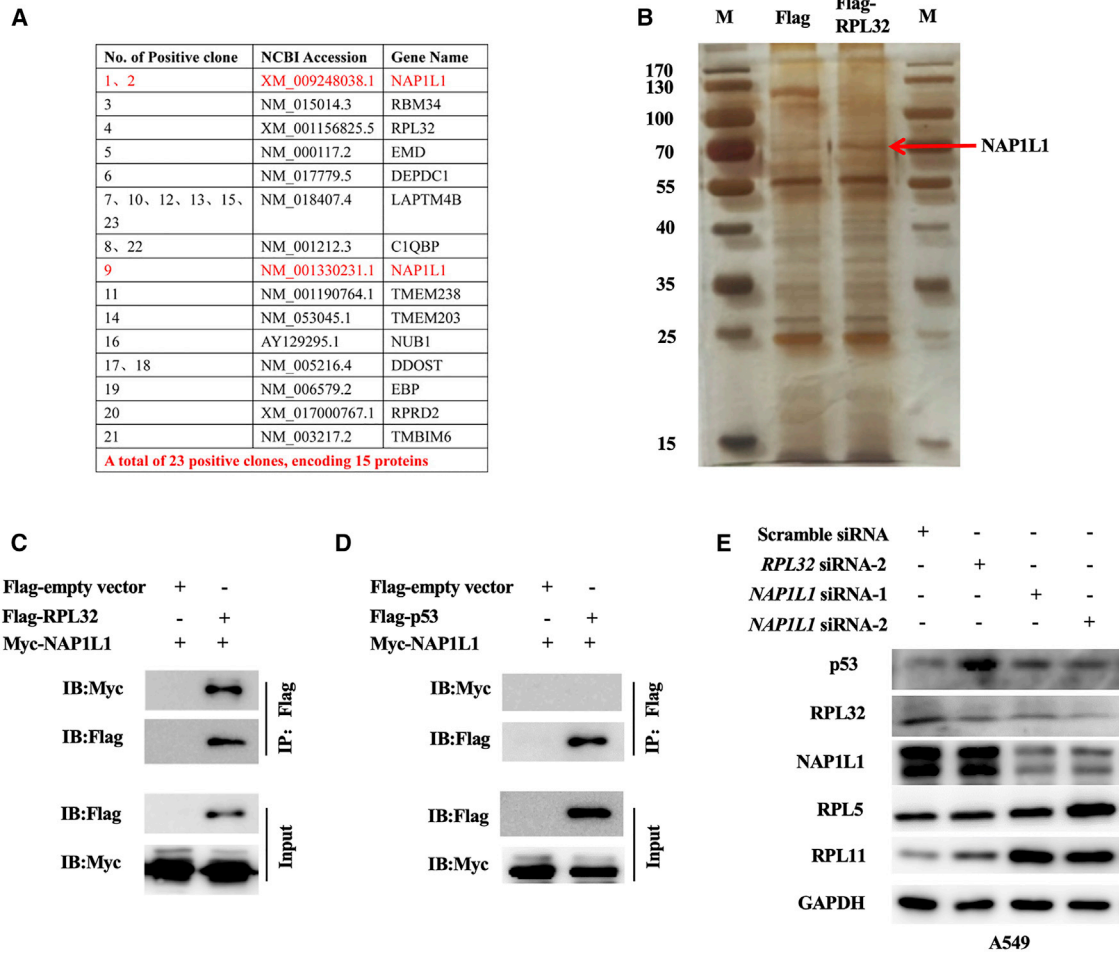 A
No. of Positive clone NCBI Accession Gene Name
1、2 XM_009248038.1 NAP1L1
3 NM_015014.3 RBM34
4 XM_001156825.5 RPL32
5 NM_000117.2 EMD
6 NM_017779.5 DEPDC1
7、10、12、13、15、 NM_018407.4 LAPTM4B
23
8、22 NM_001212.3 C1QBP
9 NM_001330231.1 NAP1L1
11 NM_001190764.1 TMEM238
14 NM_053045.1 TMEM203
16 AY129295.1 NUB1
17、18 NM_005216.4 DDOST
19 NM_006579.2 EBP
20 XM_017000767.1 RPRD2
21 NM_003217.2 TMBIM6
A total of 23 positive clones, encoding 15 proteins
B
M Flag Flag-
RPL32 M
170
130
100
70
55
40
35
25
15
NAP1L1
C
Flag-empty vector + -
Flag-RPL32 - +
Myc-NAP1L1 + +
IB:Myc
IB:Flag
IP: Flag
IB:Flag
IB:Myc
Input
D
Flag-empty vector + -
Flag-p53 - +
Myc-NAP1L1 + +
IB:Myc
IB:Flag
IP: Flag
IB:Flag
IB:Myc
Input
E
Scramble siRNA + - - -
RPL32 siRNA-2 - + - -
NAP1L1 siRNA-1 - - + -
NAP1L1 siRNA-2 - - - +
p53
RPL32
NAP1L1
RPL5
RPL11
GAPDH
A549